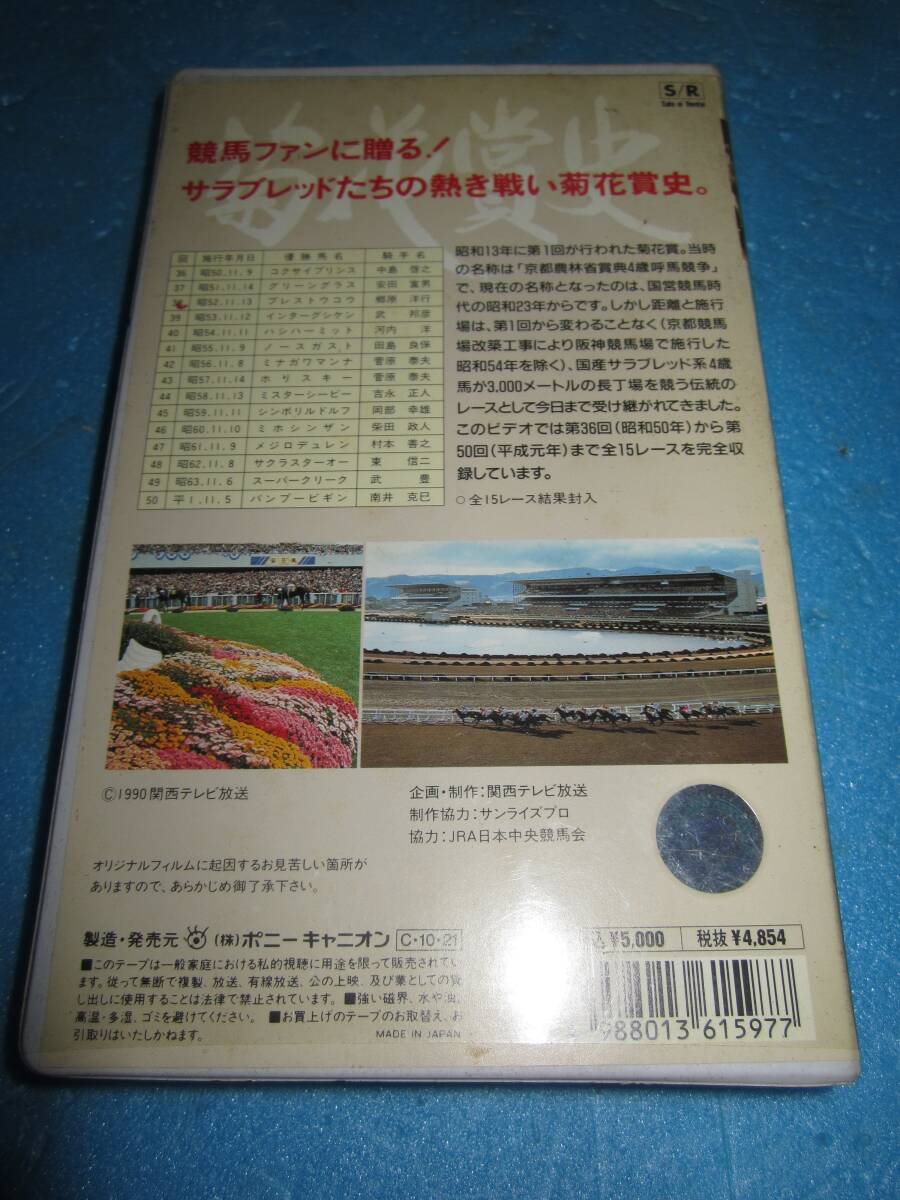 S/R
Sale or Rental
菊花賞史
競馬ファンに贈る!
サラブレッドたちの熱き戦い菊花賞史。
回 施行年月日 優勝馬名 騎手名
36 昭50.11.9 コクサイプリンス 中島 啓之
37 昭51.11.14 グリーングラス 安田 富男
昭52.11.13 プレストウコウ 郷原 洋行
39 昭53.11.12 インターグシケン 武 邦彦
40 昭54.11.11 ハシハーミット 河内 洋
41 昭55.11.9 ノースガスト 田島 良保
42 昭56.11.8 ミナガワマンナ 菅原 泰夫
43 昭57.11.14 ホリスキー 菅原 泰夫
44 昭58.11.13 ミスターシービー 吉永 正人
45 昭59.11.11 シンボリルドルフ 岡部 幸雄
46 昭60.11.10 ミホシンザン 柴田 政人
47 昭61.11.9 メジロデュレン 村本 善之
48 昭62.11.8 サクラスターオー 東 信二
49 昭63.11.6 スーパークリーク 武 豊
50 平1.11.5 バンブービギン 南井 克巳
昭和13年に第1回が行われた菊花賞。当時
の名称は「京都農林省賞典4歳呼馬競争」
で、現在の名称となったのは、国営競馬時
代の昭和23年からです。しかし距離と施行
場は、第1回から変わることなく(京都競馬
場改築工事により阪神競馬場で施行した
昭和54年を除く)、国産サラブレッド系4歳
馬が3,000メートルの長丁場を競う伝統の
レースとして今日まで受け継がれてきました。
このビデオでは第36回(昭和50年)から第
50回(平成元年)まで全15レースを完全収
録しています。
○全15レース結果封入
©1990関西テレビ放送
企画・制作:関西テレビ放送
制作協力:サンライズプロ
協力:JRA日本中央競馬会
オリジナルフィルムに起因するお見苦しい箇所が
ありますので、あらかじめ御了承下さい。
製造・発売元 (株)ポニーキャニオン C・10・21
込¥5,000 税抜¥4,854
■このテープは一般家庭における私的視聴に用途を限って販売されてい
ます。従って無断で複製、放送、有線放送、公の上映、及び業としての貸
し出しに使用することは法律で禁止されています。■強い磁界、水や油、
高温・多湿、ゴミを避けてください。■お買上げのテープのお取替え、お
引取りはいたしかねます。
MADE IN JAPAN
988013 615977